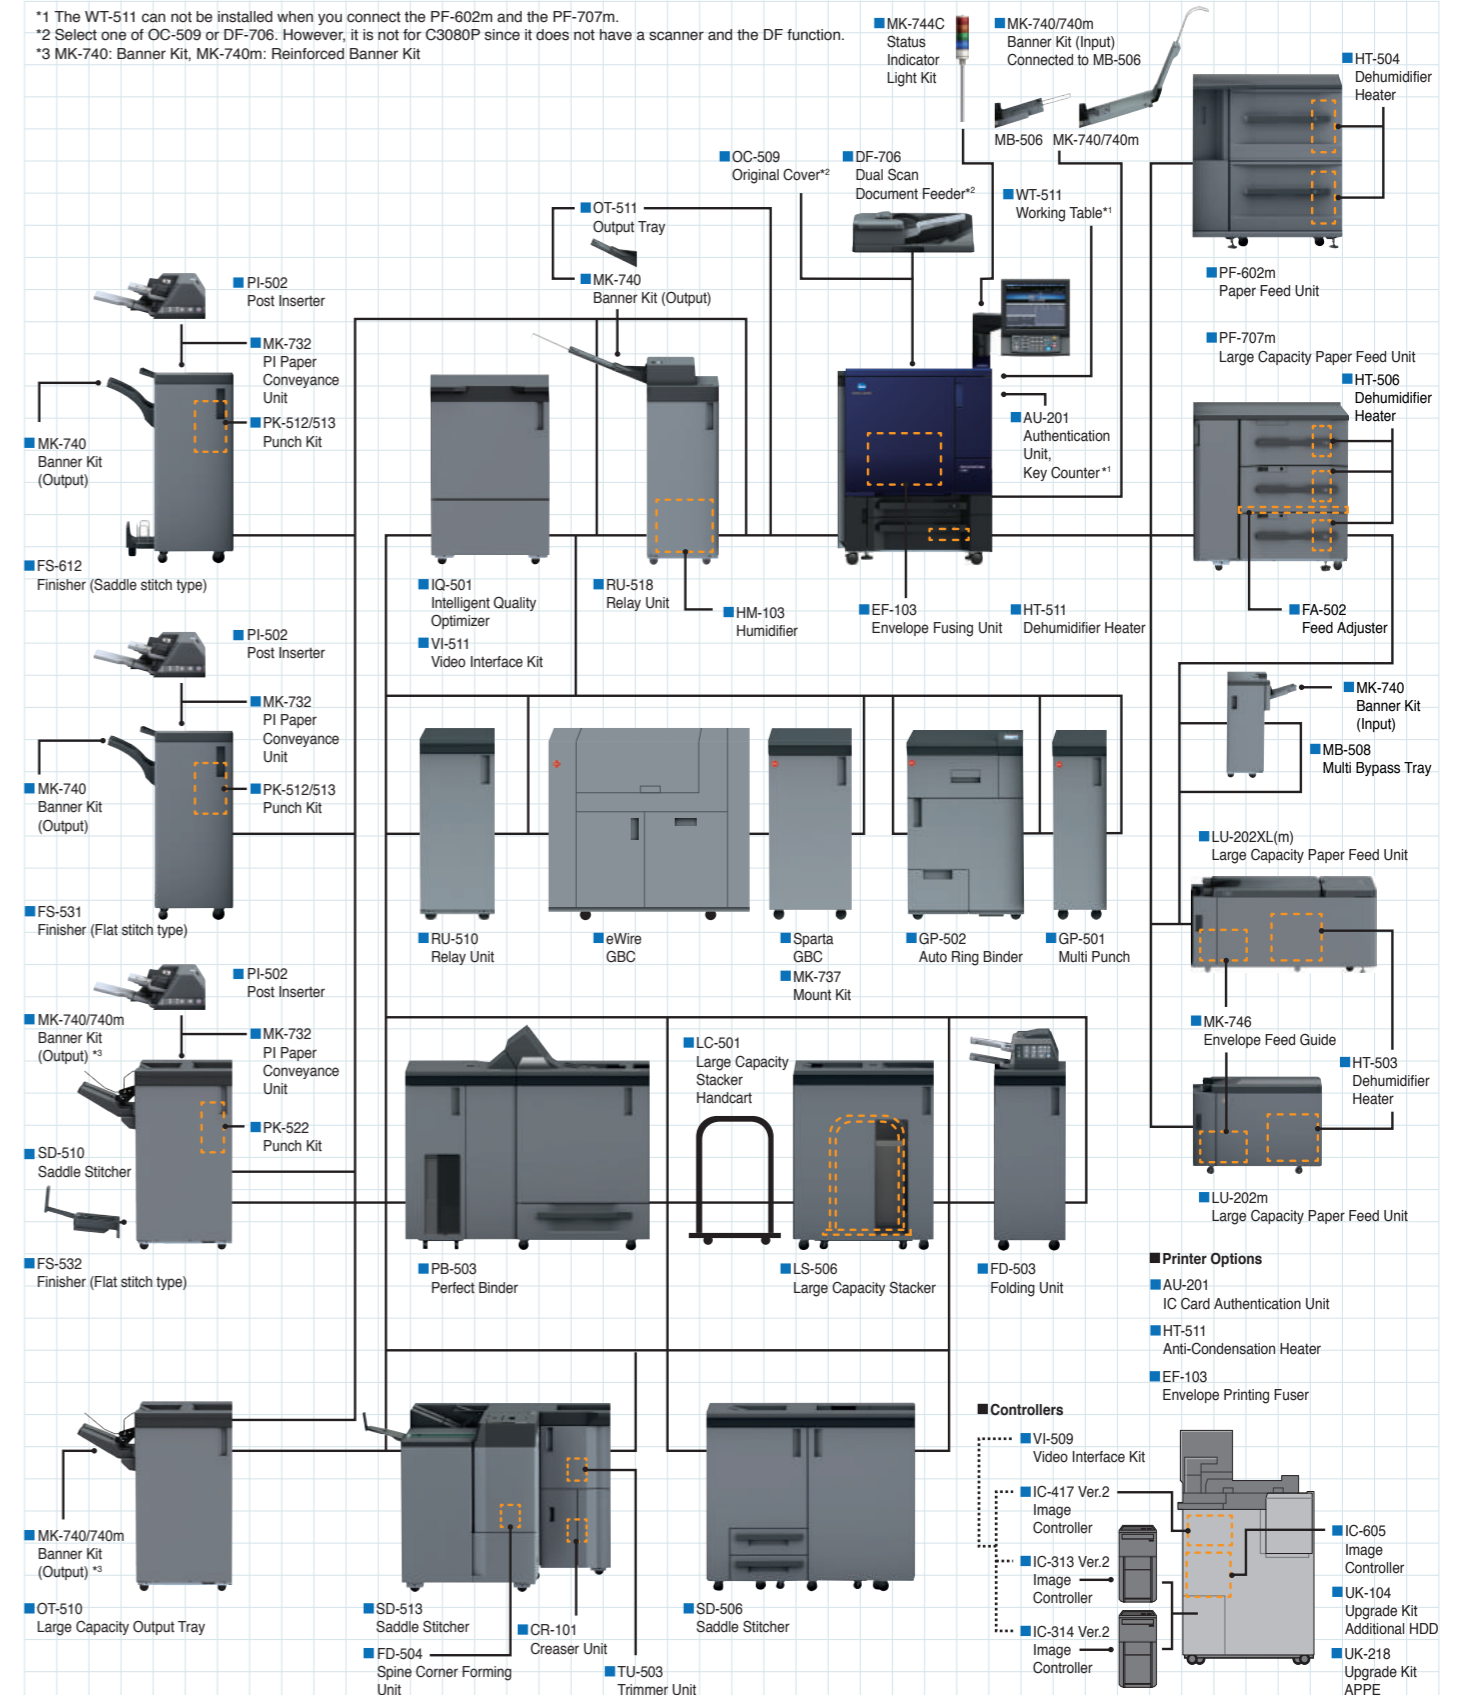 *1 The WT-511 can not be installed when you connect the PF-602m and the PF-707m.
*2 Select one of OC-509 or DF-706. However, it is not for C3080P since it does not have a scanner and the DF function.
*3 MK-740: Banner Kit, MK-740m: Reinforced Banner Kit
MK-744C
Status
Indicator
Light Kit
MK-740/740m
Banner Kit (Input)
Connected to MB-506
MB-506
MK-740/740m
HT-504
Dehumidifier
Heater
OC-509
Original Cover*2
DF-706
Dual Scan
Document Feeder*2
WT-511
Working Table*1
OT-511
Output Tray
MK-740
Banner Kit (Output)
PF-602m
Paper Feed Unit
PI-502
Post Inserter
MK-732
PI Paper
Conveyance
Unit
PK-512/513
Punch Kit
MK-740
Banner Kit
(Output)
FS-612
Finisher (Saddle stitch type)
PF-707m
Large Capacity Paper Feed Unit
HT-506
Dehumidifier
Heater
AU-201
Authentication
Unit,
Key Counter*1
IQ-501
Intelligent Quality
Optimizer
VI-511
Video Interface Kit
RU-518
Relay Unit
HM-103
Humidifier
EF-103
Envelope Fusing Unit
HT-511
Dehumidifier Heater
FA-502
Feed Adjuster
PI-502
Post Inserter
MK-732
PI Paper
Conveyance
Unit
PK-512/513
Punch Kit
MK-740
Banner Kit
(Output)
FS-531
Finisher (Flat stitch type)
MK-740
Banner Kit
(Input)
MB-508
Multi Bypass Tray
LU-202XL(m)
Large Capacity Paper Feed Unit
RU-510
Relay Unit
eWire
GBC
Sparta
GBC
MK-737
Mount Kit
GP-502
Auto Ring Binder
GP-501
Multi Punch
PI-502
Post Inserter
MK-740/740m
Banner Kit
(Output) *3
MK-732
PI Paper
Conveyance
Unit
PK-522
Punch Kit
SD-510
Saddle Stitcher
FS-532
Finisher (Flat stitch type)
LC-501
Large Capacity
Stacker
Handcart
MK-746
Envelope Feed Guide
HT-503
Dehumidifier
Heater
LU-202m
Large Capacity Paper Feed Unit
PB-503
Perfect Binder
LS-506
Large Capacity Stacker
FD-503
Folding Unit
Printer Options
AU-201
IC Card Authentication Unit
HT-511
Anti-Condensation Heater
EF-103
Envelope Printing Fuser
MK-740/740m
Banner Kit
(Output) *3
OT-510
Large Capacity Output Tray
SD-513
Saddle Stitcher
FD-504
Spine Corner Forming
Unit
CR-101
Creaser Unit
TU-503
Trimmer Unit
SD-506
Saddle Stitcher
Controllers
VI-509
Video Interface Kit
IC-417 Ver.2
Image
Controller
IC-313 Ver.2
Image
Controller
IC-314 Ver.2
Image
Controller
IC-605
Image
Controller
UK-104
Upgrade Kit
Additional HDD
UK-218
Upgrade Kit
APPE